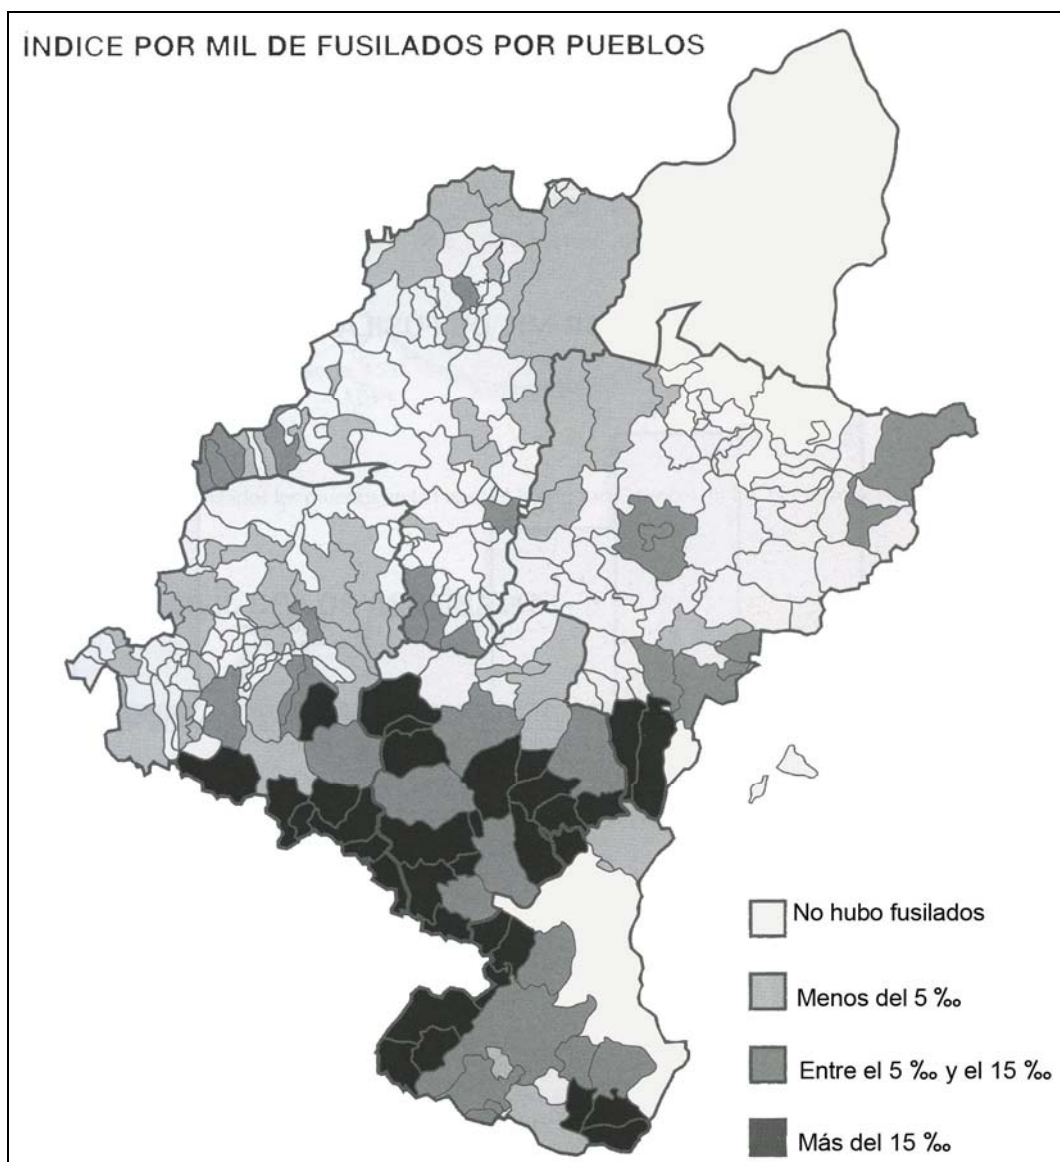 ÍNDICE POR MIL DE FUSILADOS POR PUEBLOS
No hubo fusilados
Menos del 5 ‰
Entre el 5 ‰ y el 15 ‰
Más del 15 ‰